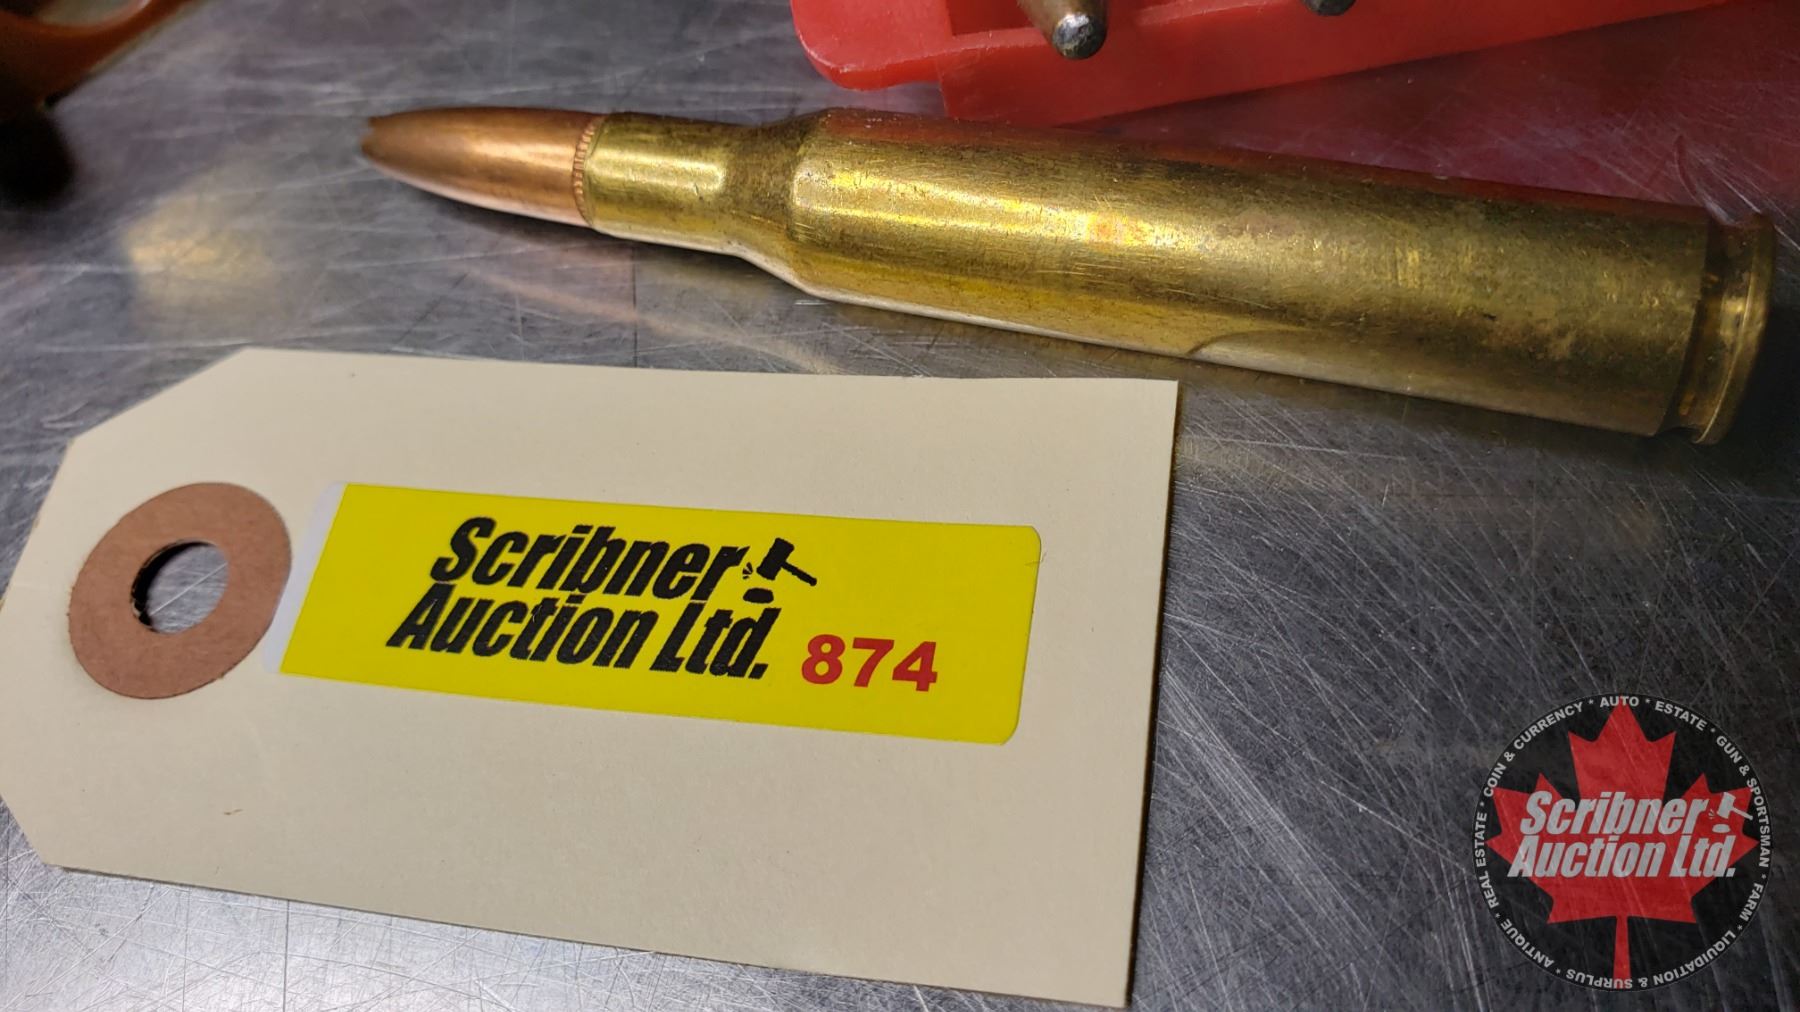 Scribner
Auction Ltd. 874
COIN & CURRENCY * AUTO * ESTATE * GUN & SPORTSMAN * FARM * LIQUIDATION & SURPLUS * ANTIQUE * REAL ESTATE *
Scribner
Auction Ltd.